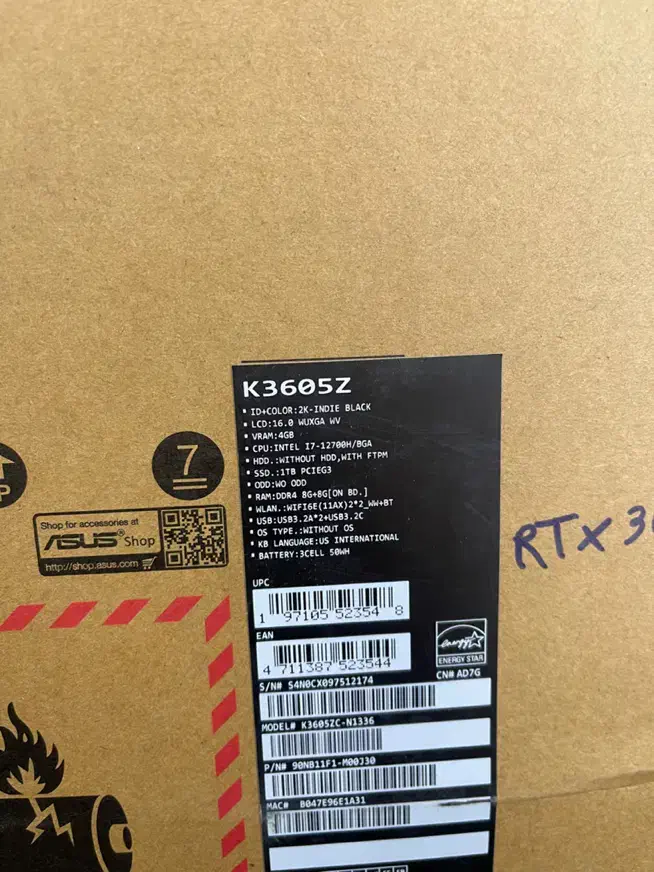 K3605Z
• ID+COLOR:2K-INDIE BLACK
• LCD:16.0 WUXGA WV
• VRAM:4GB
• CPU:INTEL I7-12700H/BGA
• HDD.:WITHOUT HDD,WITH FTPM
• SSD.:1TB PCIEG3
• ODD:WO ODD
• RAM:DDR4 8G+8G[ON BD.]
• WLAN.:WIFI6E(11AX)2*2_WW+BT
• USB:USB3.2A*2+USB3.2C
• OS TYPE.:WITHOUT OS
• KB LANGUAGE:US INTERNATIONAL
• BATTERY:3CELL 50WH
UPC
1 97105 52354 8
EAN
4 711387 523544
energy
ENERGY STAR
CN# AD7G
S/N# S4N0CX097512174
MODEL# K3605ZC-N1336
P/N# 90NB11F1-M00J30
MAC# B047E96E1A31
7
P
Shop for accessories at
ASUS® Shop
http://shop.asus.com
RTX 3